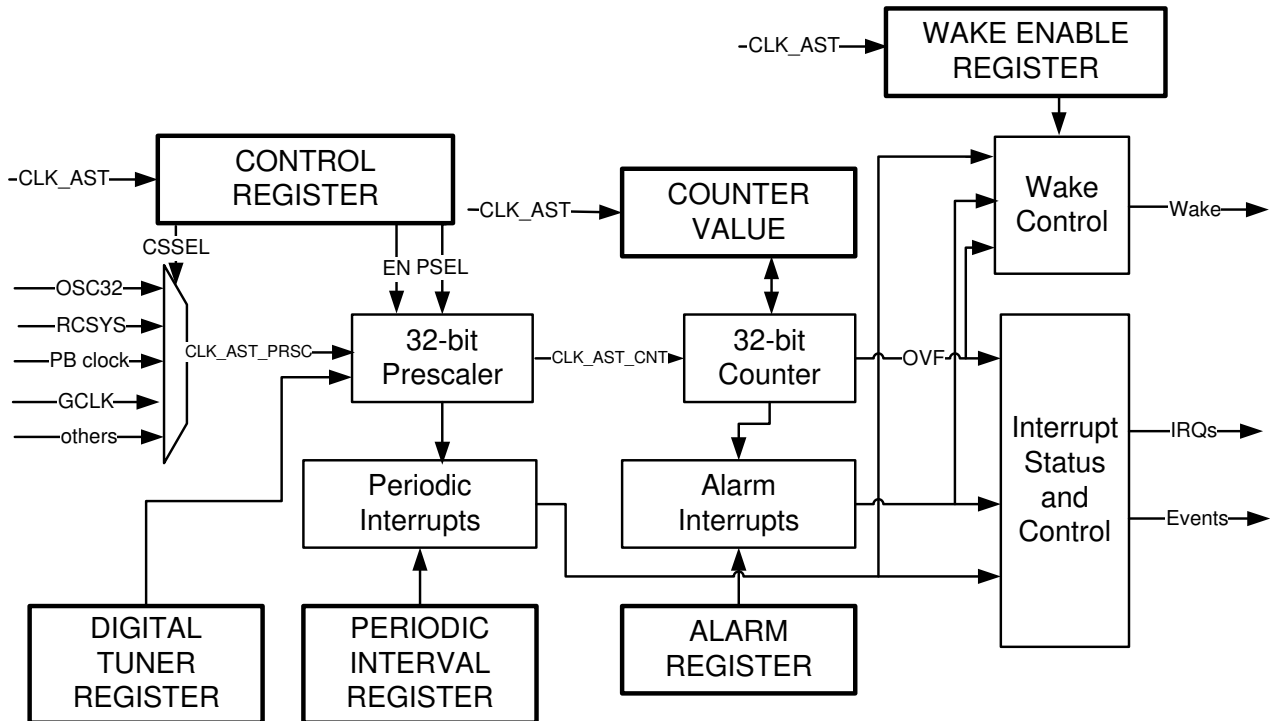 CLK_AST
WAKE ENABLE
REGISTER
CLK_AST
CONTROL
REGISTER
CLK_AST
COUNTER
VALUE
Wake
Control
Wake
CSSEL
EN
PSEL
OSC32
RCSYS
PB clock
GCLK
others
CLK_AST_PRSC
32-bit
Prescaler
CLK_AST_CNT
32-bit
Counter
OVF
Periodic
Interrupts
Alarm
Interrupts
Interrupt
Status
and
Control
IRQs
Events
DIGITAL
TUNER
REGISTER
PERIODIC
INTERVAL
REGISTER
ALARM
REGISTER